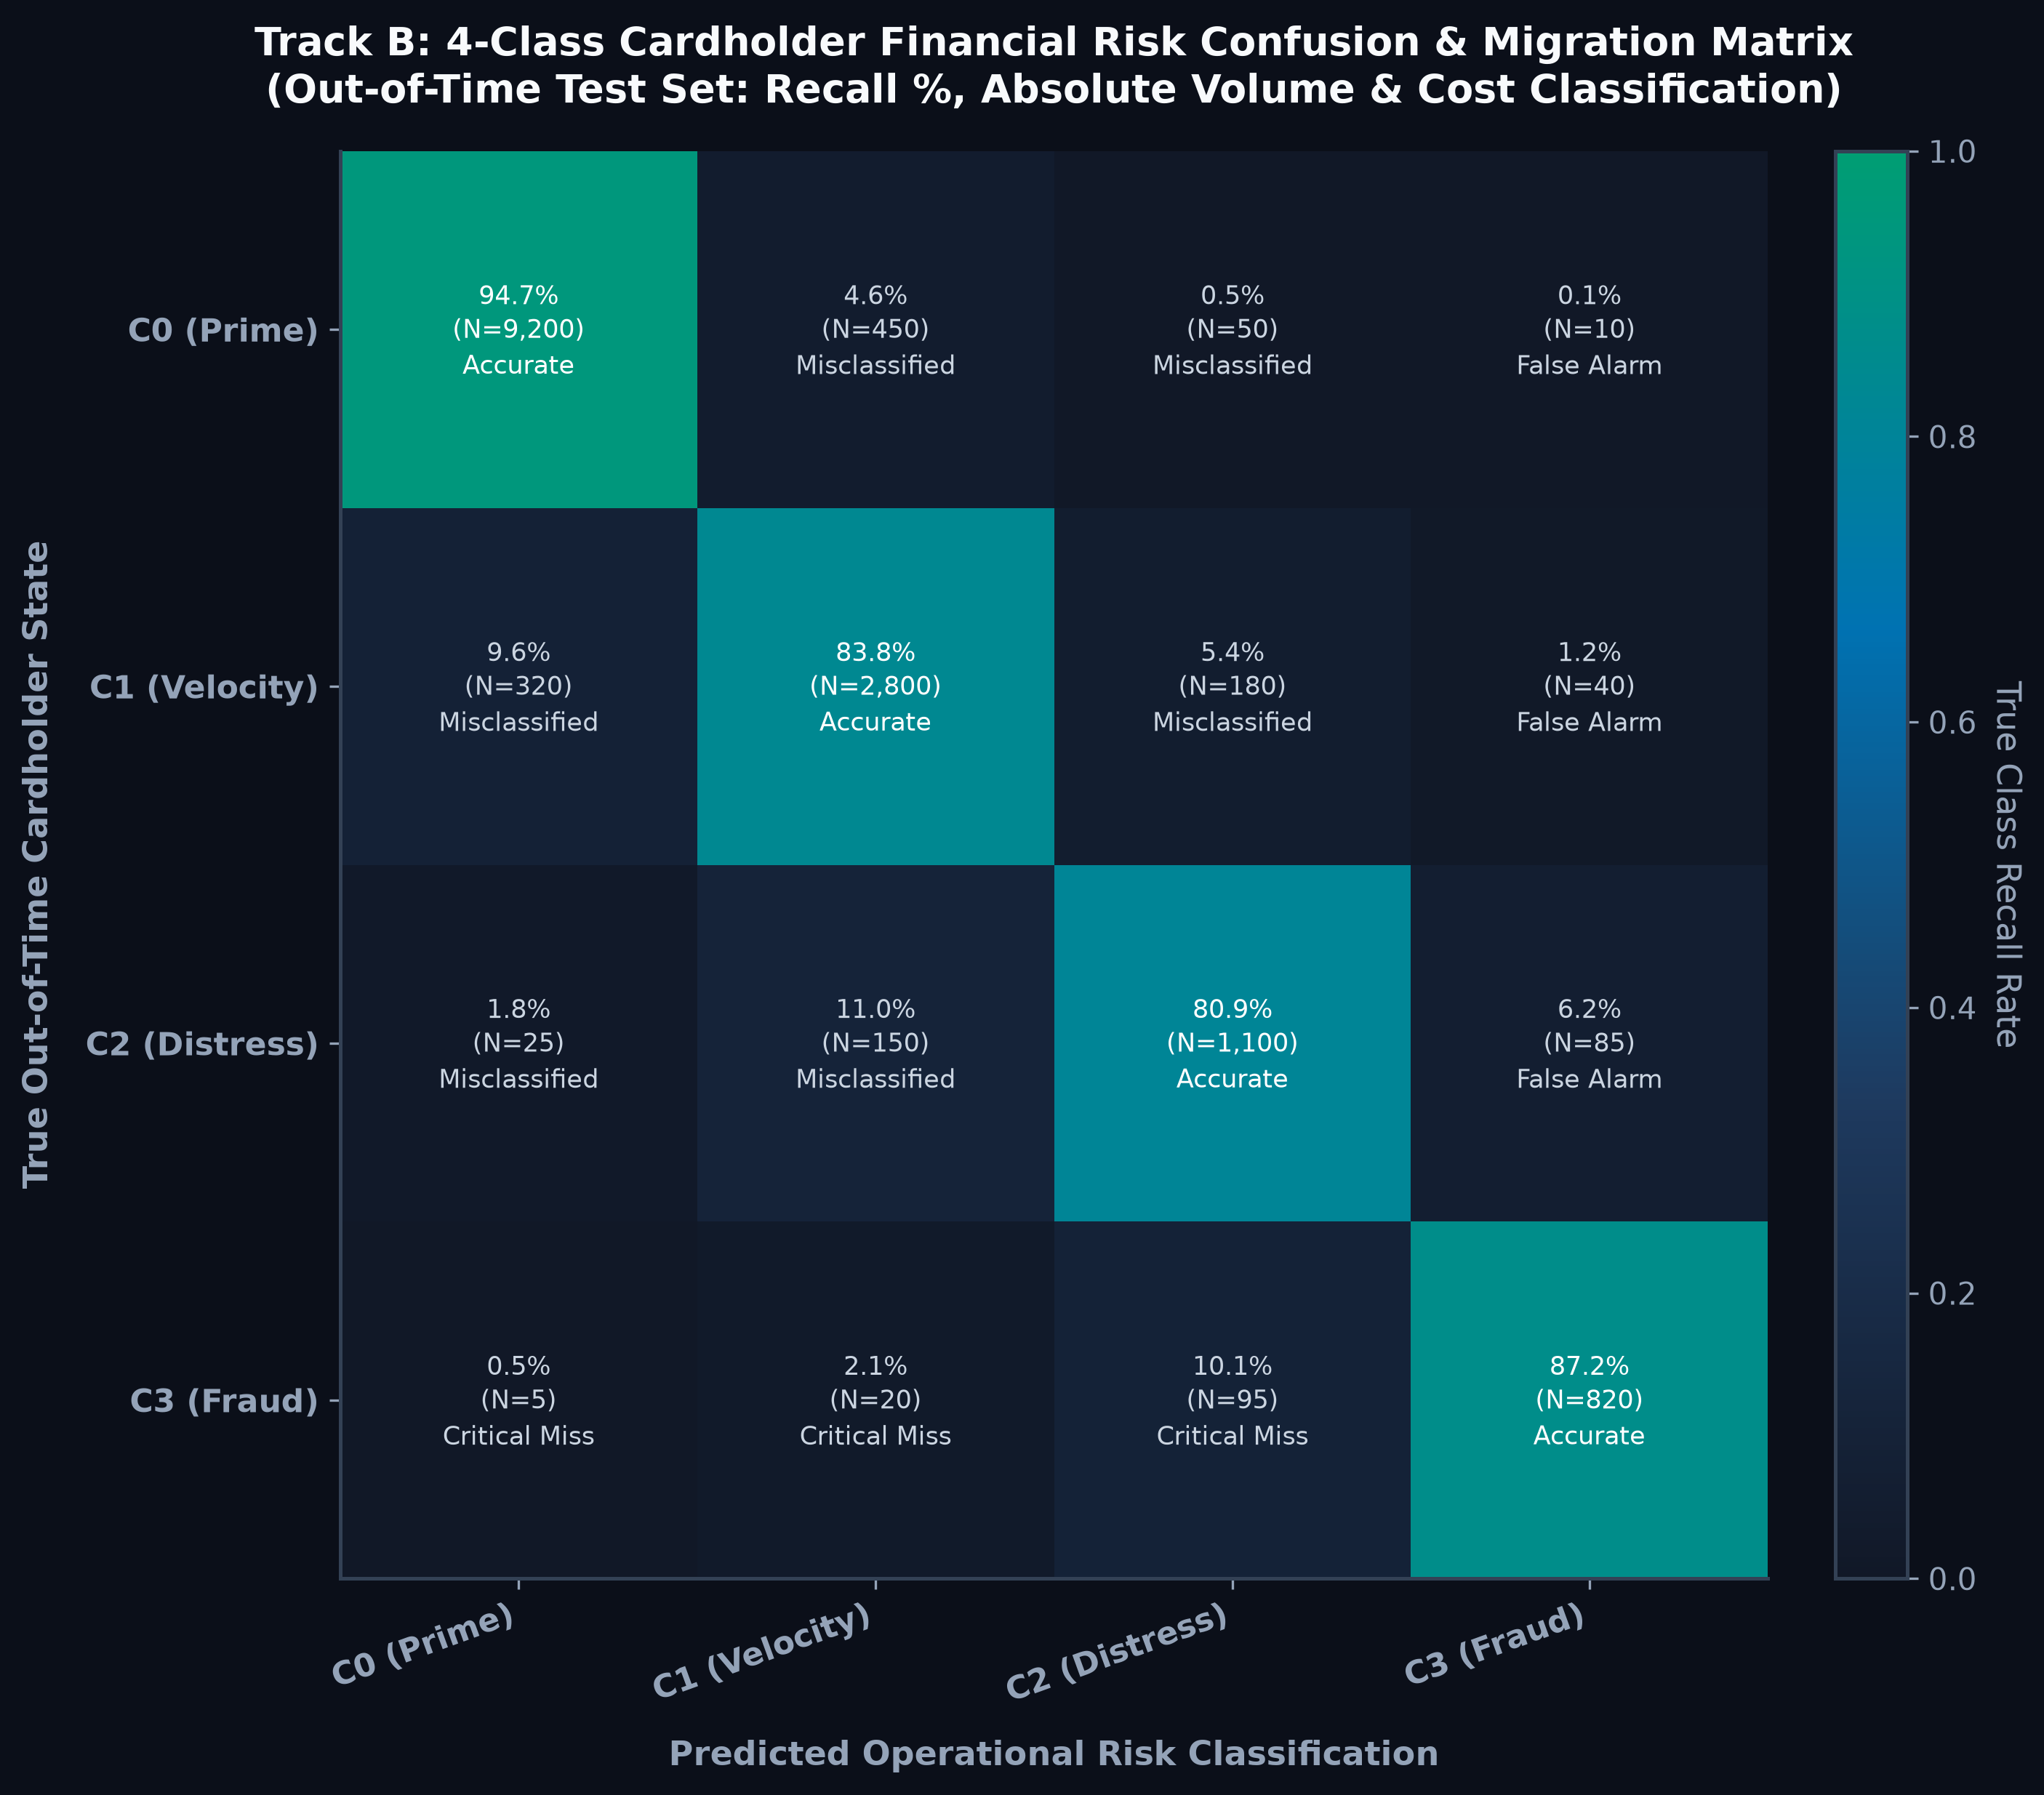 Track B: 4-Class Cardholder Financial Risk Confusion & Migration Matrix
(Out-of-Time Test Set: Recall %, Absolute Volume & Cost Classification)
True Out-of-Time Cardholder State
C0 (Prime)
94.7%
(N=9,200)
Accurate
4.6%
(N=450)
Misclassified
0.5%
(N=50)
Misclassified
0.1%
(N=10)
False Alarm
C1 (Velocity)
9.6%
(N=320)
Misclassified
83.8%
(N=2,800)
Accurate
5.4%
(N=180)
Misclassified
1.2%
(N=40)
False Alarm
C2 (Distress)
1.8%
(N=25)
Misclassified
11.0%
(N=150)
Misclassified
80.9%
(N=1,100)
Accurate
6.2%
(N=85)
False Alarm
C3 (Fraud)
0.5%
(N=5)
Critical Miss
2.1%
(N=20)
Critical Miss
10.1%
(N=95)
Critical Miss
87.2%
(N=820)
Accurate
C0 (Prime)
C1 (Velocity)
C2 (Distress)
C3 (Fraud)
Predicted Operational Risk Classification
1.0
0.8
0.6
0.4
0.2
0.0
True Class Recall Rate